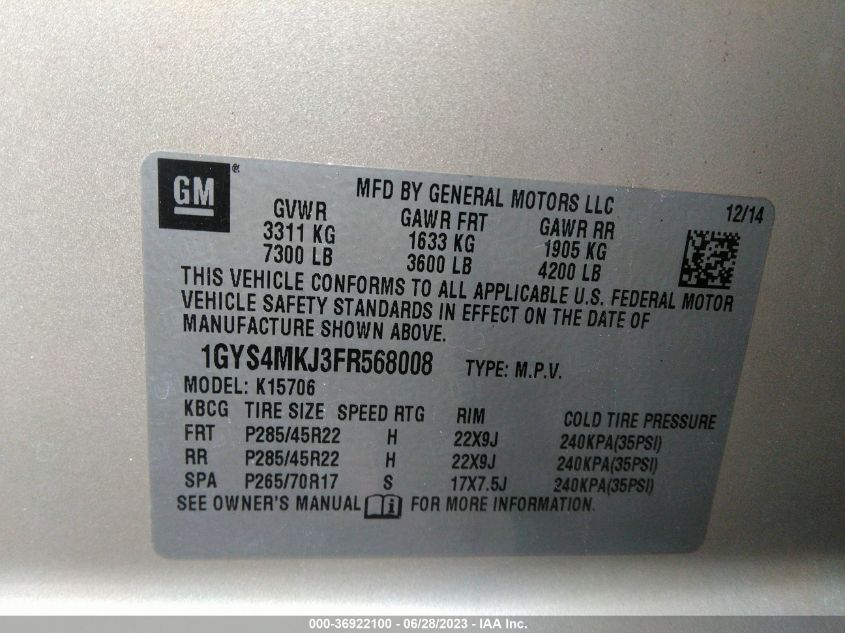 GM®
MFD BY GENERAL MOTORS LLC
12/14
GVWR GAWR FRT GAWR RR
3311 KG 1633 KG 1905 KG
7300 LB 3600 LB 4200 LB
THIS VEHICLE CONFORMS TO ALL APPLICABLE U.S. FEDERAL MOTOR
VEHICLE SAFETY STANDARDS IN EFFECT ON THE DATE OF
MANUFACTURE SHOWN ABOVE.
1GYS4MKJ3FR568008 TYPE: M.P.V.
MODEL: K15706
KBCG TIRE SIZE SPEED RTG RIM COLD TIRE PRESSURE
FRT P285/45R22 H 22X9J 240KPA(35PSI)
RR P285/45R22 H 22X9J 240KPA(35PSI)
SPA P265/70R17 S 17X7.5J 240KPA(35PSI)
SEE OWNER'S MANUAL i FOR MORE INFORMATION.
000-36922100 - 06/28/2023 - IAA Inc.